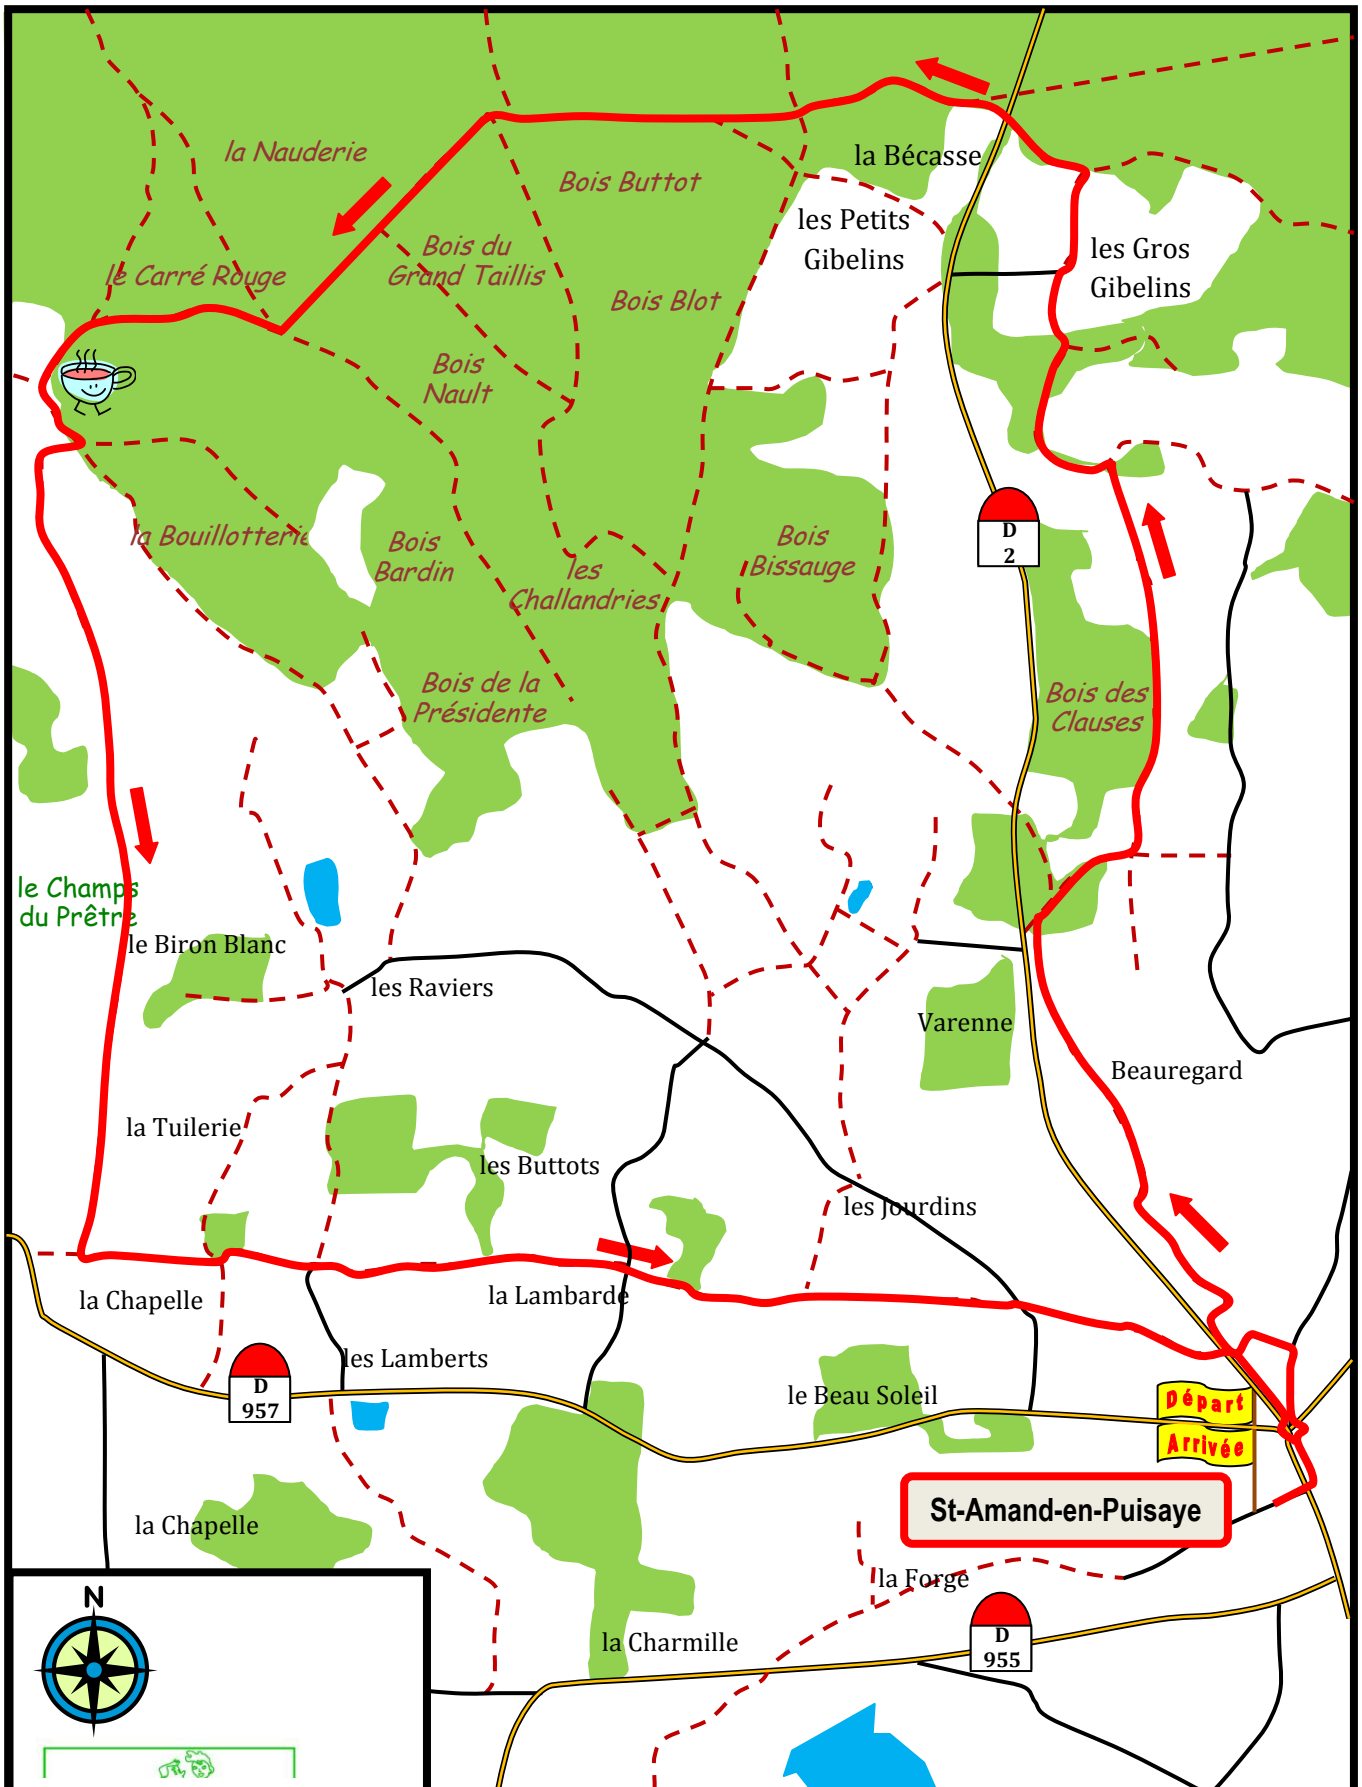 la Nauderie
la Bécasse
Bois Buttot
les Petits
Gibelins
les Gros
Gibelins
Bois du
Grand Taillis
le Carré Rouge
Bois Blot
Bois
Nault
la Bouillotterie
Bois
Bardin
les
Challandries
Bois
Bissauge
D
2
Bois de la
Présidente
Bois des
Clauses
le Champs
du Prêtre
le Biron Blanc
les Raviers
Varenne
Beauregard
la Tuilerie
les Buttots
les Jourdins
la Chapelle
la Lambarde
les Lamberts
D
957
le Beau Soleil
Départ
Arrivée
St-Amand-en-Puisaye
la Chapelle
la Forge
la Charmille
D
955
N